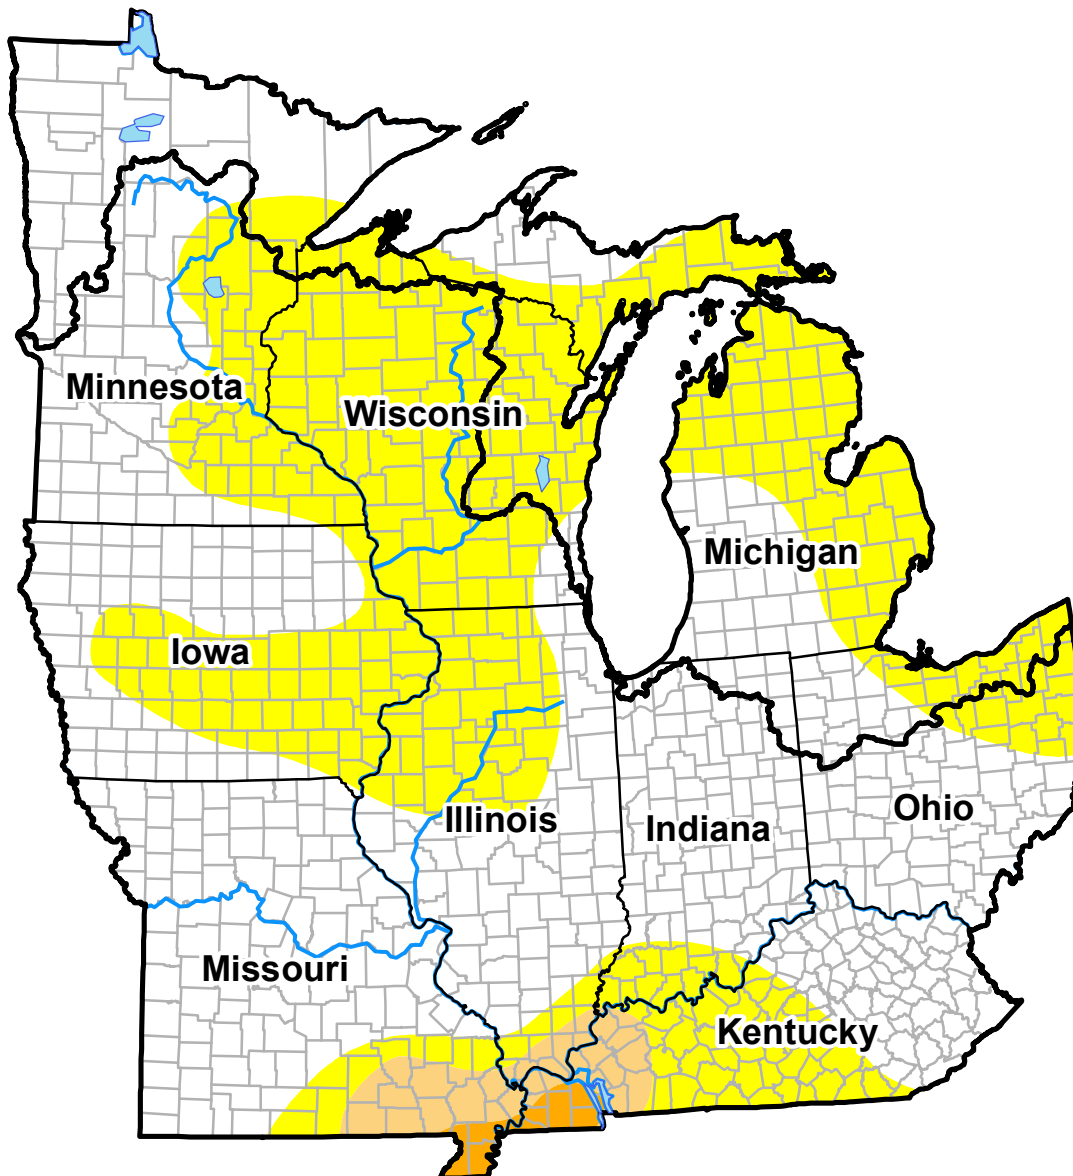 Minnesota
Wisconsin
Michigan
Iowa
Illinois
Indiana
Ohio
Missouri
Kentucky